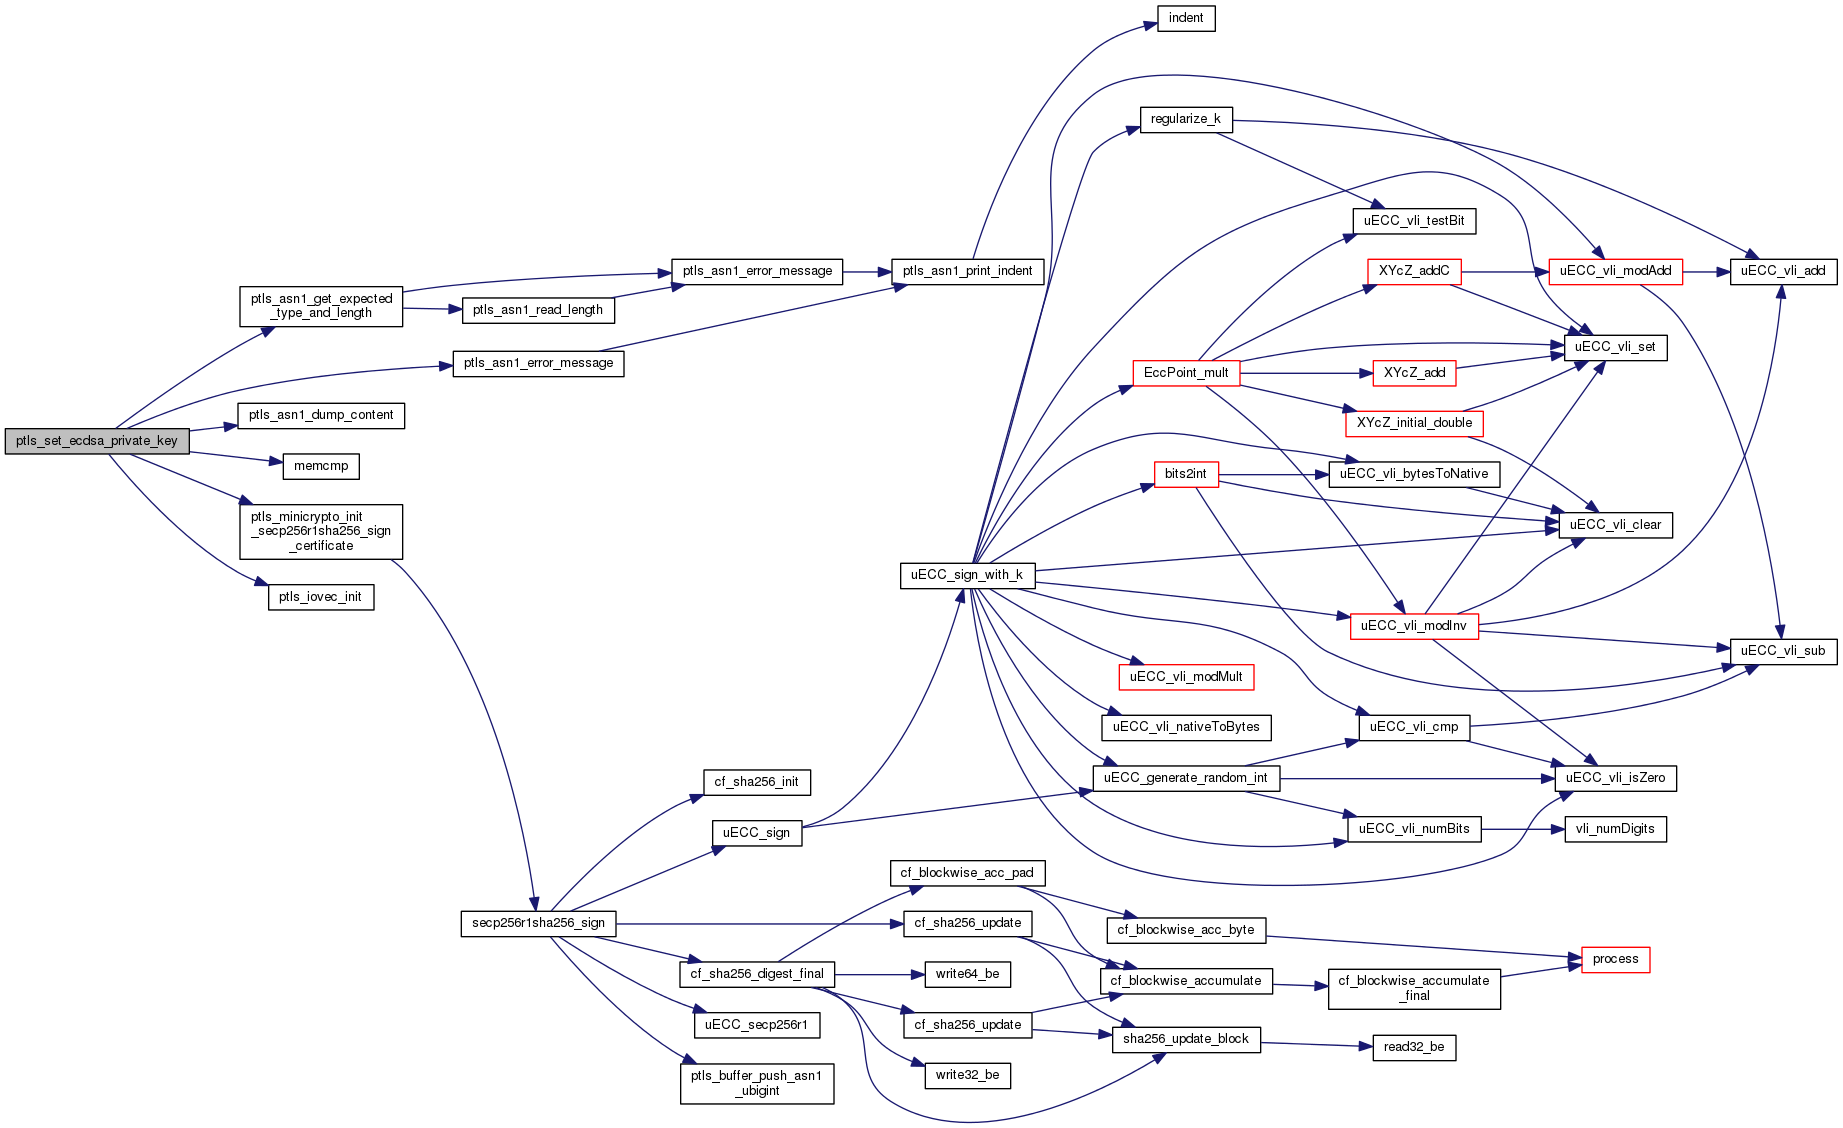 indent
regularize_k
uECC_vli_testBit
ptls_asn1_error_message
ptls_asn1_print_indent
XYcZ_addC
uECC_vli_modAdd
uECC_vli_add
ptls_asn1_get_expected
_type_and_length
ptls_asn1_read_length
uECC_vli_set
ptls_asn1_error_message
EccPoint_mult
XYcZ_add
ptls_asn1_dump_content
XYcZ_initial_double
ptls_set_ecdsa_private_key
memcmp
bits2int
uECC_vli_bytesToNative
ptls_minicrypto_init
_secp256r1sha256_sign
_certificate
uECC_vli_clear
uECC_sign_with_k
ptls_iovec_init
uECC_vli_modInv
uECC_vli_sub
uECC_vli_modMult
uECC_vli_nativeToBytes
uECC_vli_cmp
cf_sha256_init
uECC_generate_random_int
uECC_vli_isZero
uECC_sign
uECC_vli_numBits
vli_numDigits
cf_blockwise_acc_pad
secp256r1sha256_sign
cf_sha256_update
cf_blockwise_acc_byte
process
cf_sha256_digest_final
write64_be
cf_blockwise_accumulate
cf_blockwise_accumulate
_final
uECC_secp256r1
cf_sha256_update
sha256_update_block
read32_be
ptls_buffer_push_asn1
_ubigint
write32_be